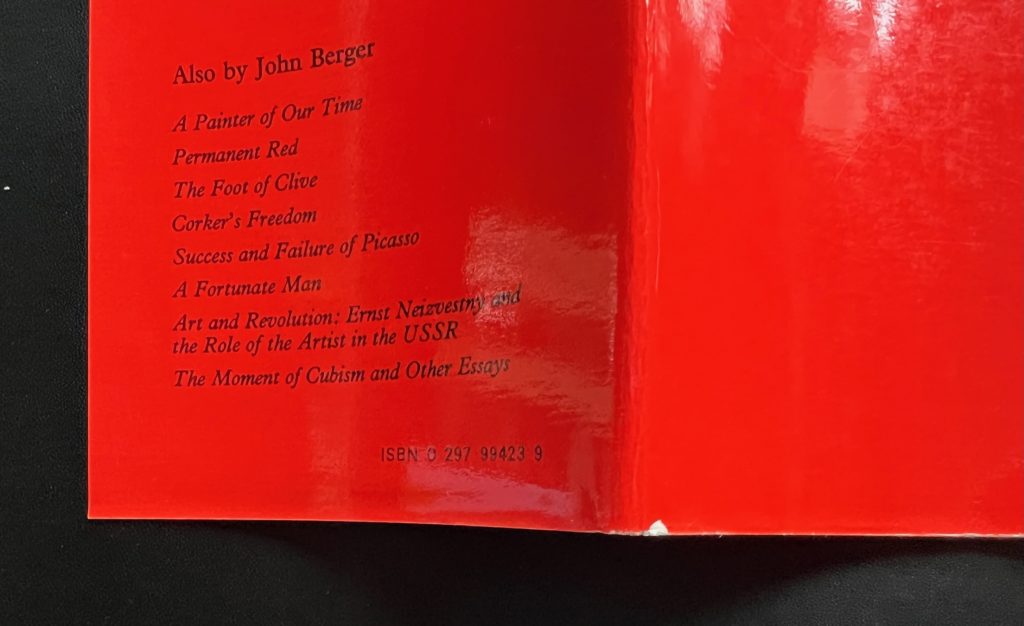 Also by John Berger
A Painter of Our Time
Permanent Red
The Foot of Clive
Corker's Freedom
Success and Failure of Picasso
A Fortunate Man
Art and Revolution: Ernst Neizvestny and
the Role of the Artist in the USSR
The Moment of Cubism and Other Essays
ISBN 0 297 99423 9